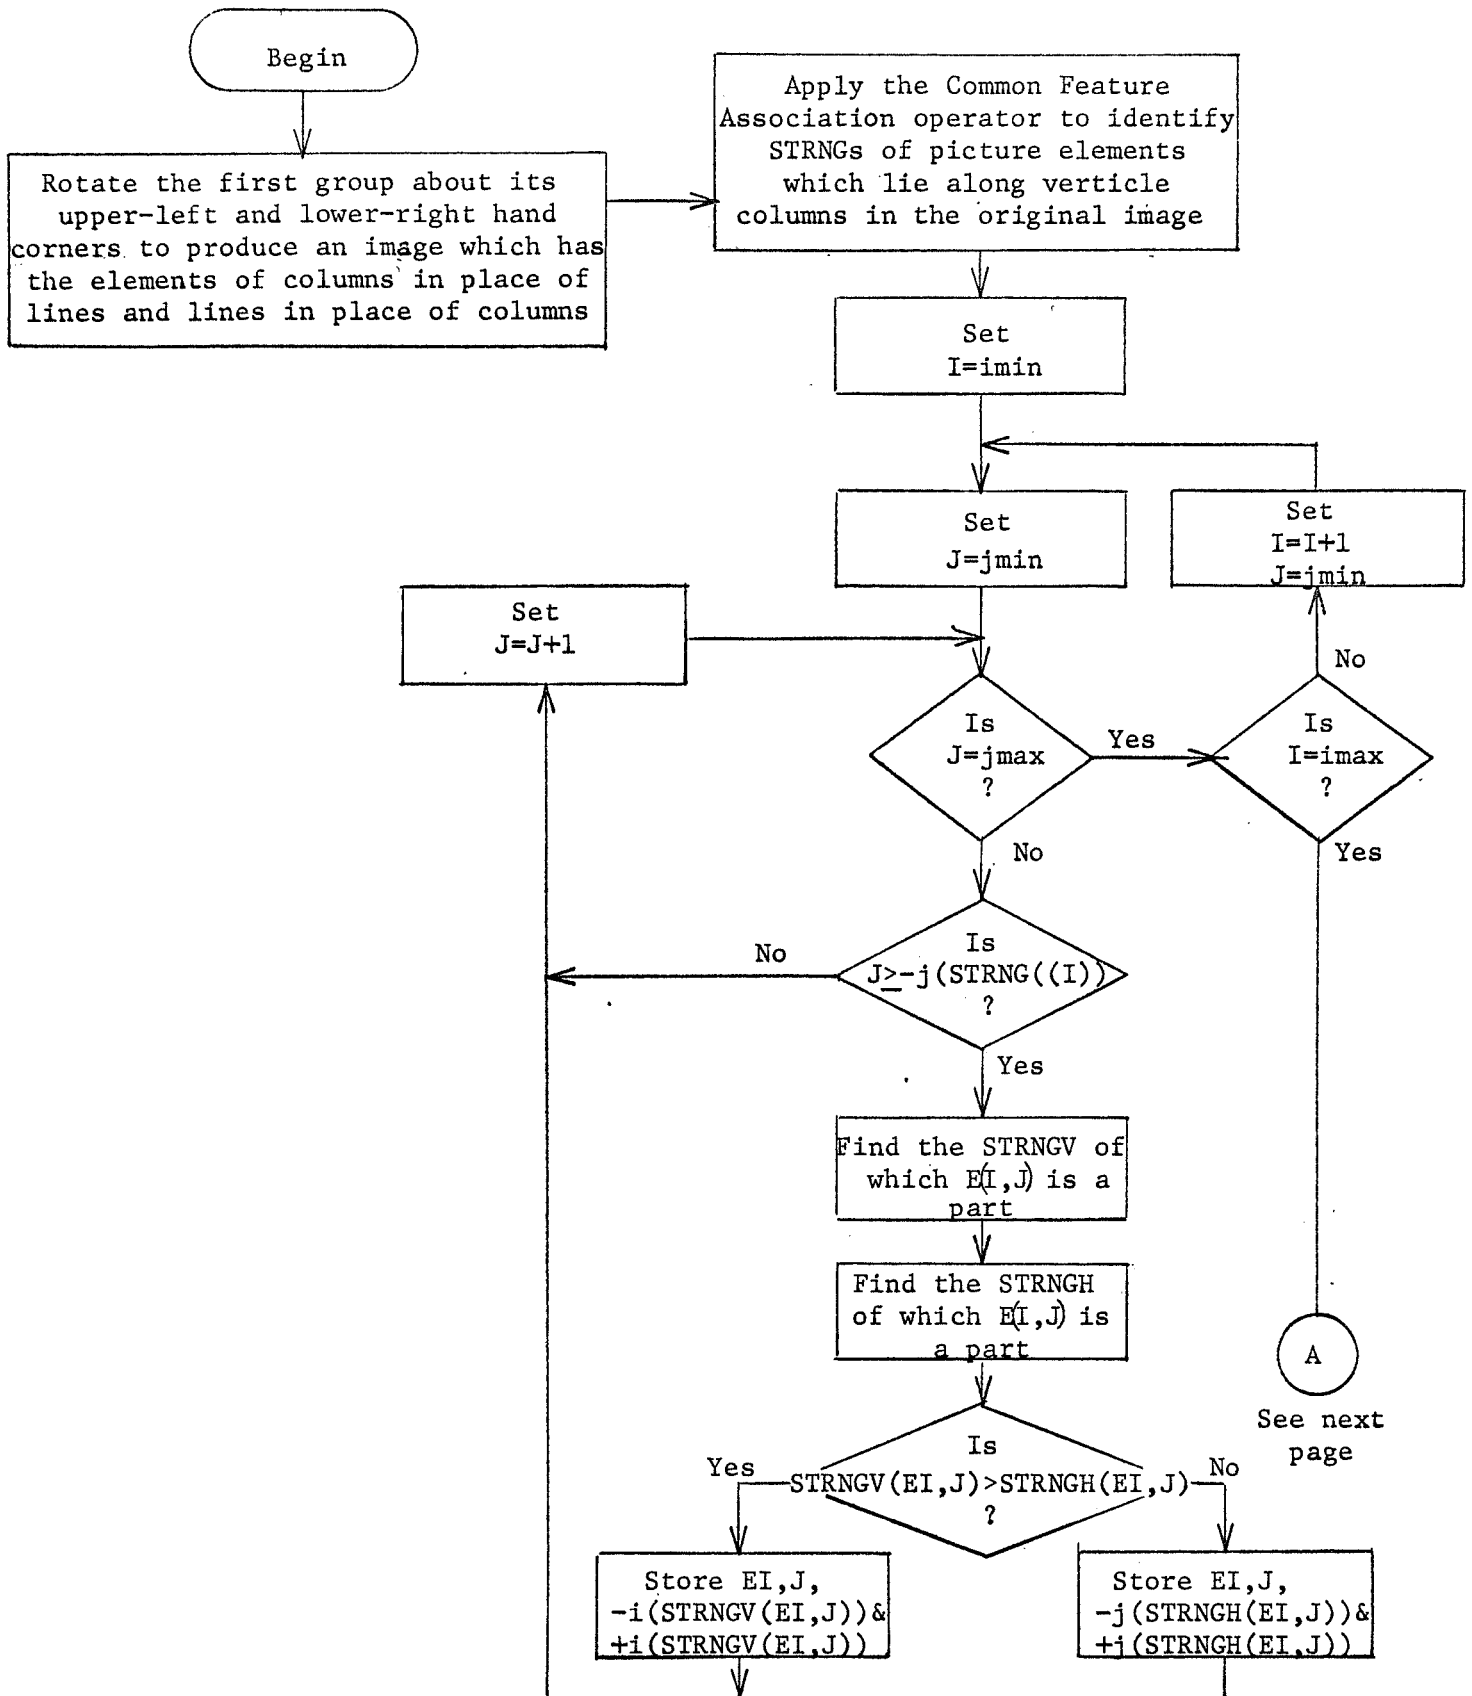 Begin
Rotate the first group about its
upper-left and lower-right hand
corners to produce an image which has
the elements of columns in place of
lines and lines in place of columns
Apply the Common Feature
Association operator to identify
STRNGs of picture elements
which lie along verticle
columns in the original image
Set
I=imin
Set
J=jmin
Set
I=I+1
J=jmin
Set
J=J+1
No
Is
J=jmax
?
Yes
Is
I=imax
?
No
Yes
Is
J>-j(STRNG((I))
?
No
Yes
Find the STRNGV of
which E(I,J) is a
part
Find the STRNGH
of which E(I,J) is
a part
A
See next
page
Is
STRNGV(EI,J)>STRNGH(EI,J)
?
Yes
No
Store EI,J,
-i(STRNGV(EI,J))&
+i(STRNGV(EI,J))
Store EI,J,
-j(STRNGH(EI,J))&
+j(STRNGH(EI,J))